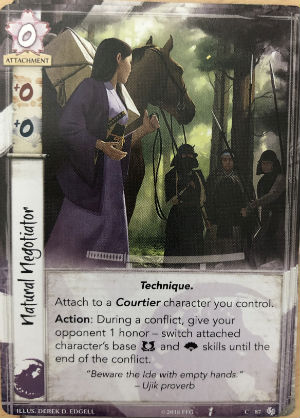 0
ATTACHMENT
+0
+0
Natural Negotiator
Technique.
Attach to a Courtier character you control.
Action: During a conflict, give your
opponent 1 honor – switch attached
character's base and skills until the
end of the conflict.
"Beware the Ide with empty hands."
– Ujik proverb
ILLUS. DEREK D. EDGELL
©2018 FFG
87